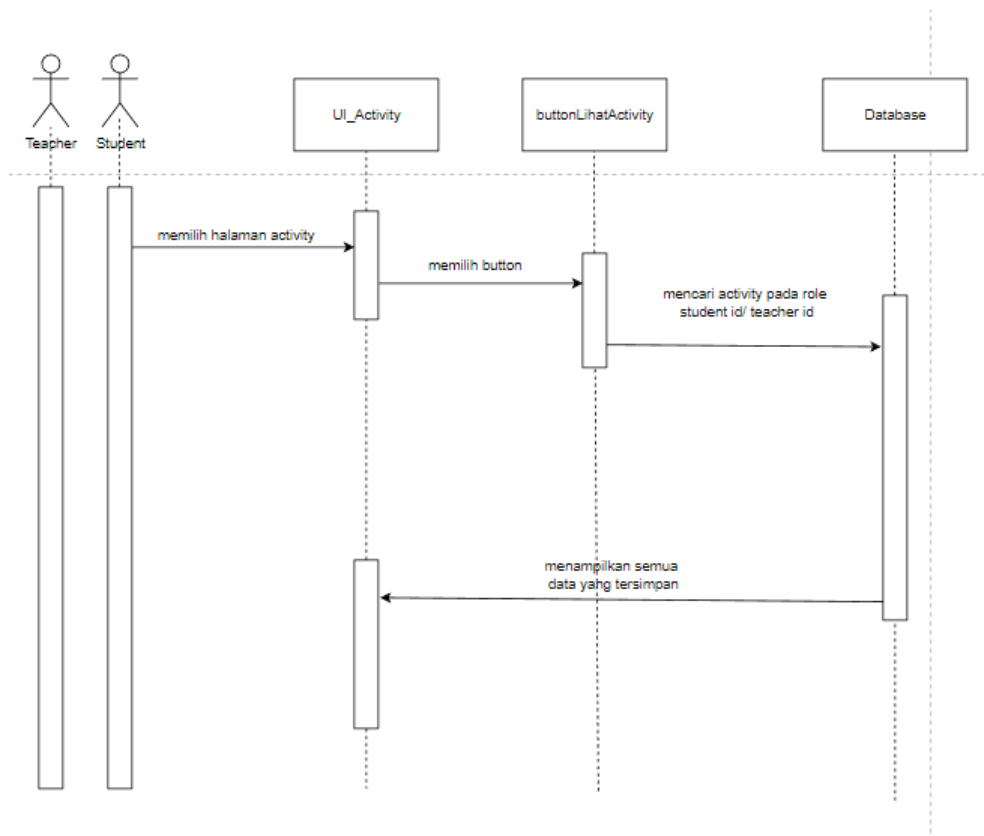 Teacher
Student
UI_Activity
buttonLihatActivity
Database
memilih halaman activity
memilih button
mencari activity pada role
student id/ teacher id
menampilkan semua
data yahg tersimpan